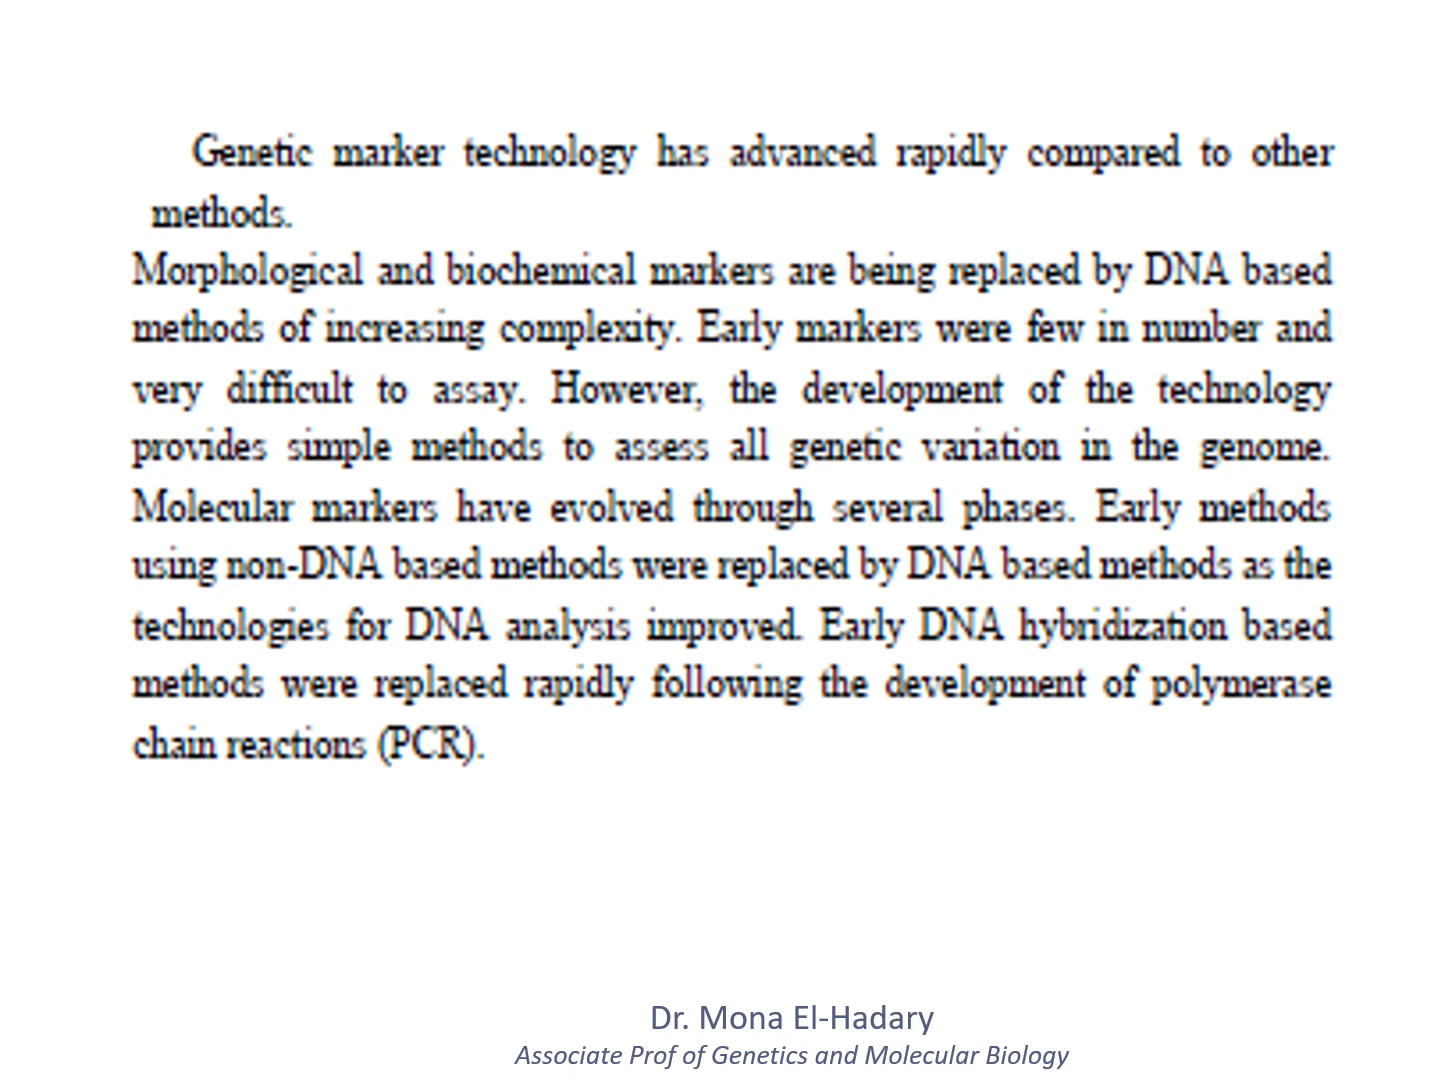 Genetic marker technology has advanced rapidly compared to other
methods.
Morphological and biochemical markers are being replaced by DNA based
methods of increasing complexity. Early markers were few in number and
very difficult to assay. However, the development of the technology
provides simple methods to assess all genetic variation in the genome.
Molecular markers have evolved through several phases. Early methods
using non-DNA based methods were replaced by DNA based methods as the
technologies for DNA analysis improved. Early DNA hybridization based
methods were replaced rapidly following the development of polymerase
chain reactions (PCR).
Dr. Mona El-Hadary
Associate Prof of Genetics and Molecular Biology